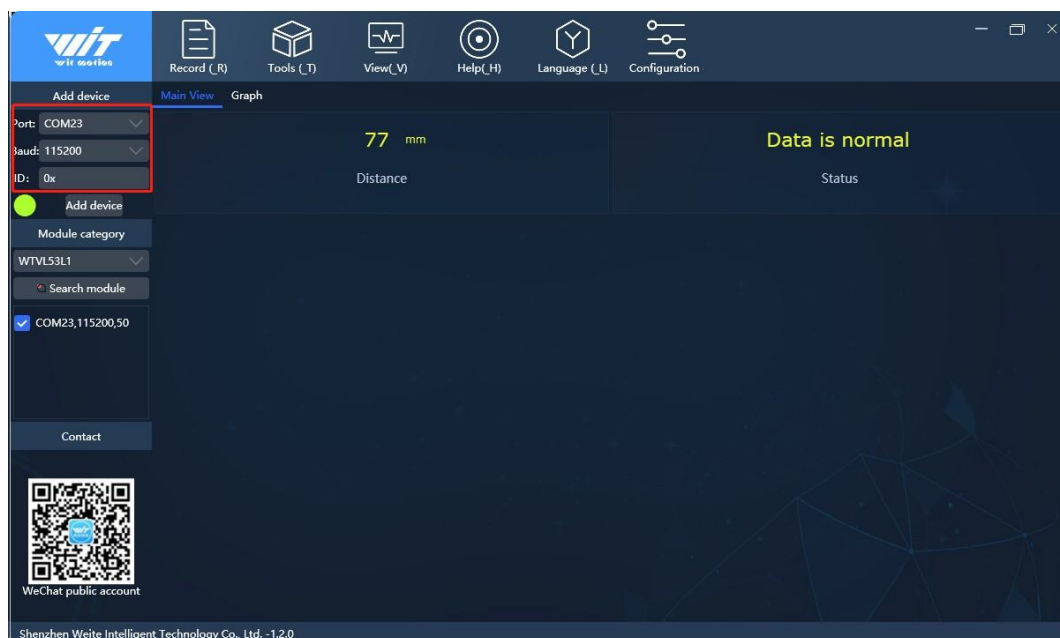 WiT
wit motion
Record (_R)
Tools (_T)
View(_V)
Help(_H)
Language (_L)
Configuration
Add device
Main View Graph
Port: COM23
Baud: 115200
ID: 0x
Add device
77 mm
Distance
Data is normal
Status
Module category
WTVL53L1
Search module
COM23,115200,50
Contact
WeChat public account
Shenzhen Weite Intelligent Technology Co., Ltd. -1.2.0